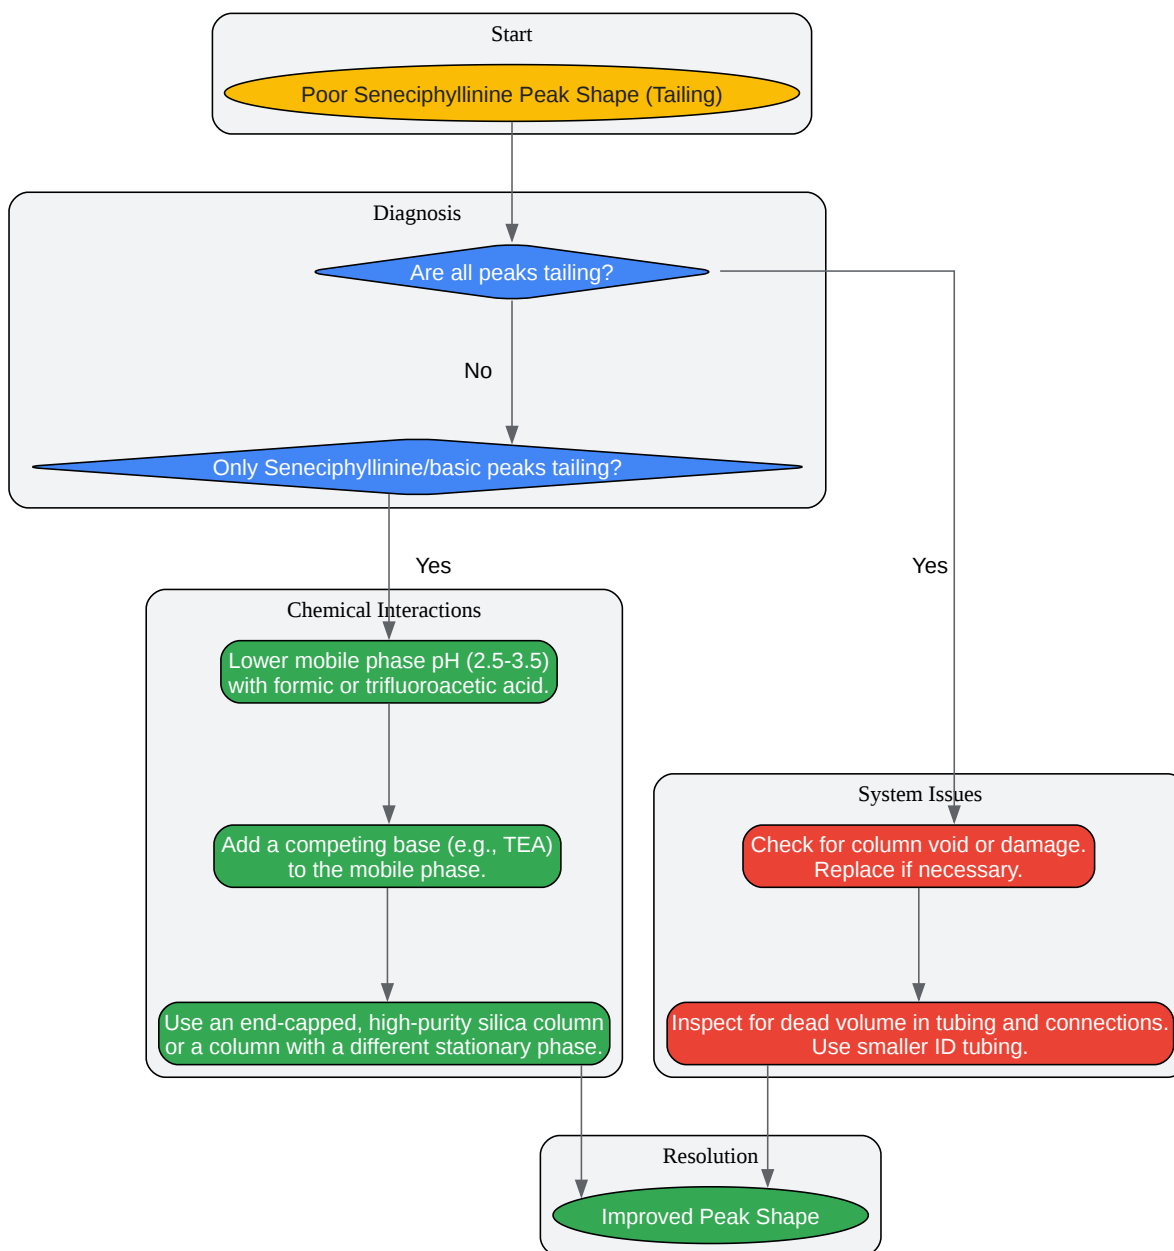 Start
Poor Seneciphyllinine Peak Shape (Tailing)
Diagnosis
Are all peaks tailing?
No
Only Seneciphyllinine/basic peaks tailing?
Yes
Yes
Chemical Interactions
Lower mobile phase pH (2.5-3.5)
with formic or trifluoroacetic acid.
Add a competing base (e.g., TEA)
to the mobile phase.
Use an end-capped, high-purity silica column
or a column with a different stationary phase.
System Issues
Check for column void or damage.
Replace if necessary.
Inspect for dead volume in tubing and connections.
Use smaller ID tubing.
Resolution
Improved Peak Shape